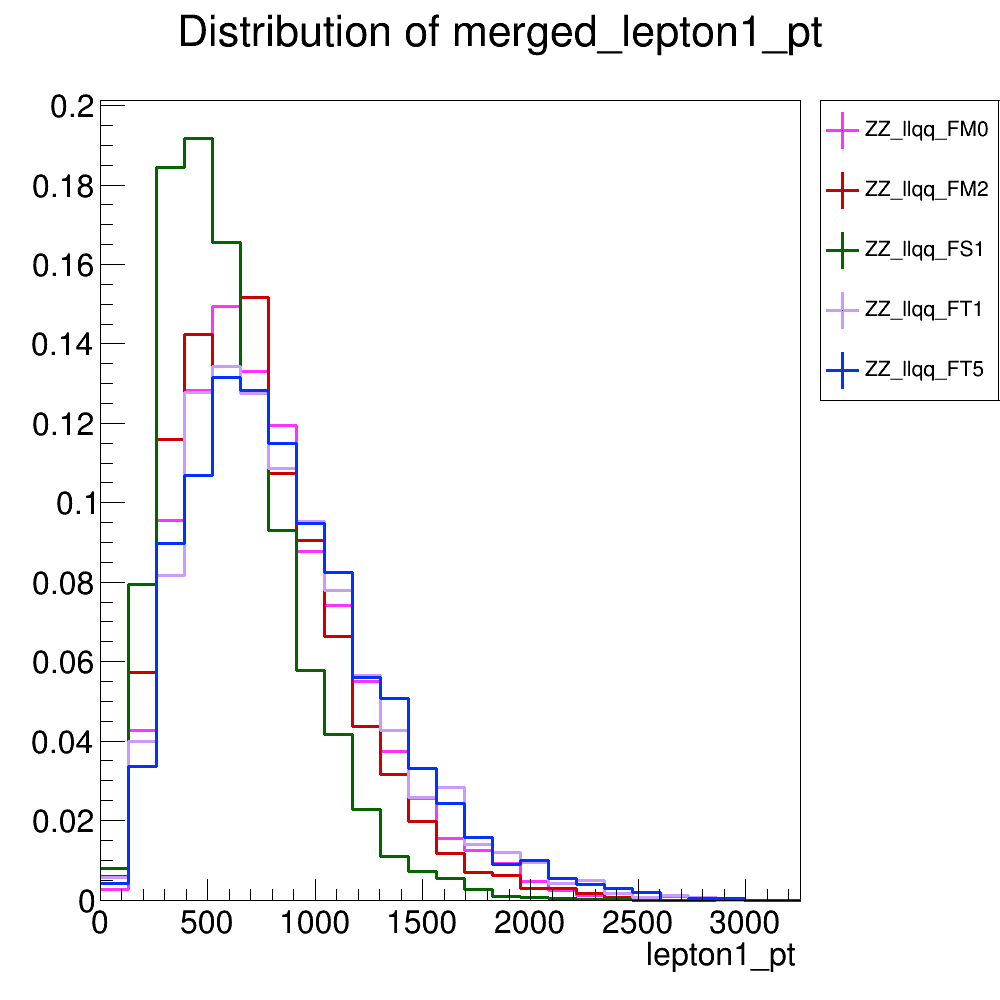 Distribution of merged_lepton1_pt
0.2
0.18
0.16
0.14
0.12
0.1
0.08
0.06
0.04
0.02
0
0 500 1000 1500 2000 2500 3000
lepton1_pt
ZZ_llqq_FM0
ZZ_llqq_FM2
ZZ_llqq_FS1
ZZ_llqq_FT1
ZZ_llqq_FT5